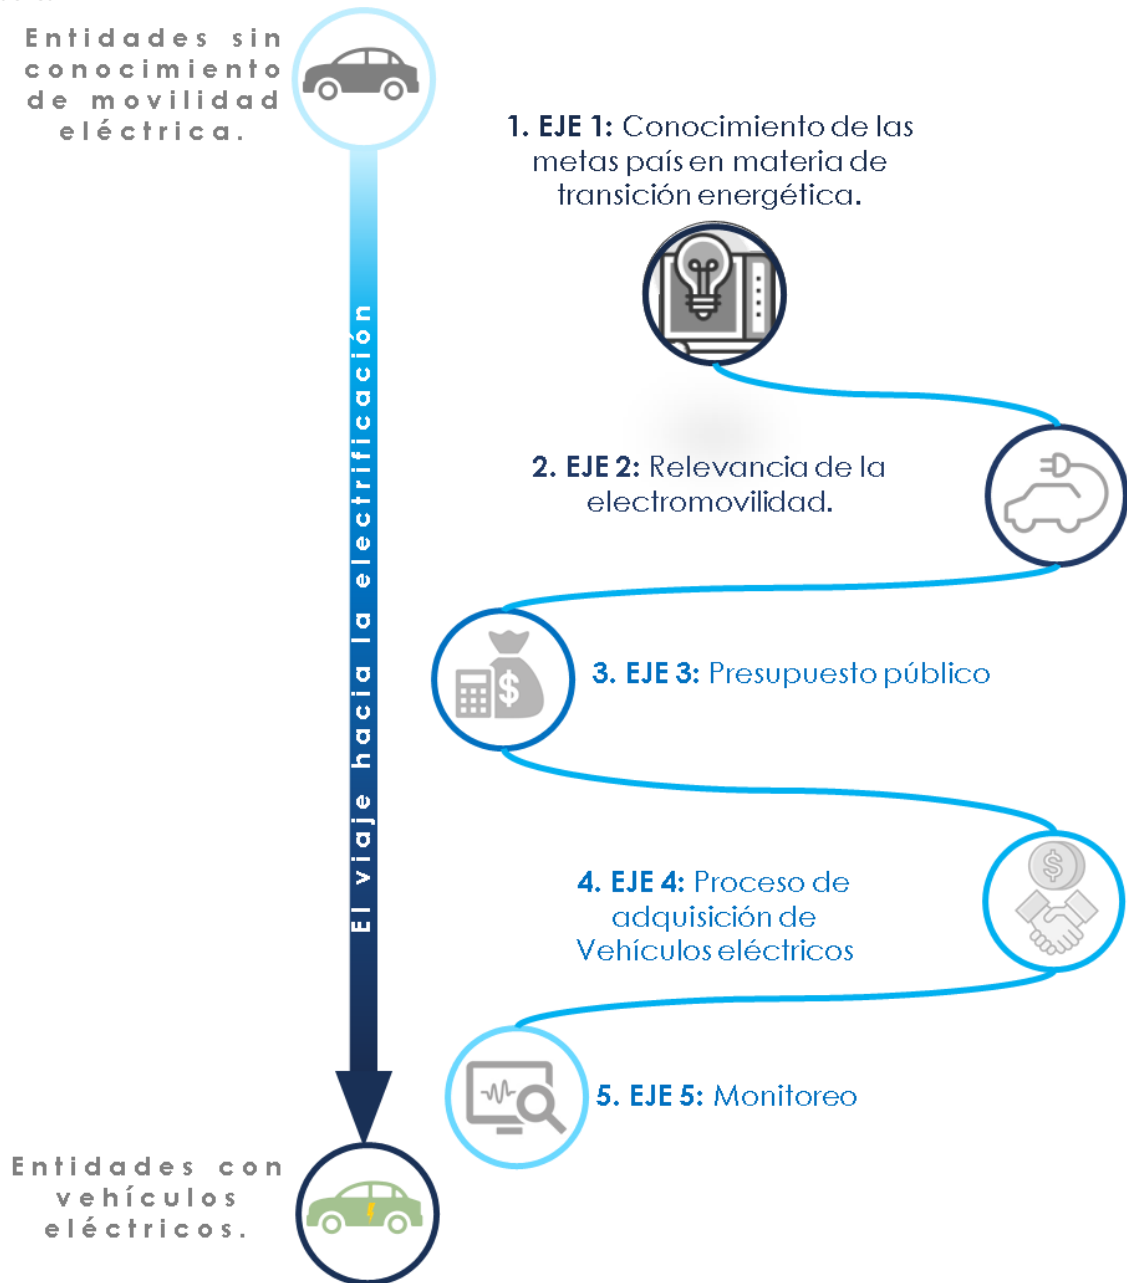 Entidades sin
conocimiento
de movilidad
eléctrica.
1. EJE 1: Conocimiento de las
metas país en materia de
transición energética.
El viaje hacia la electrificación
2. EJE 2: Relevancia de la
electromovilidad.
$
3. EJE 3: Presupuesto público
$
4. EJE 4: Proceso de
adquisición de
Vehículos eléctricos
5. EJE 5: Monitoreo
Entidades con
vehículos
eléctricos.